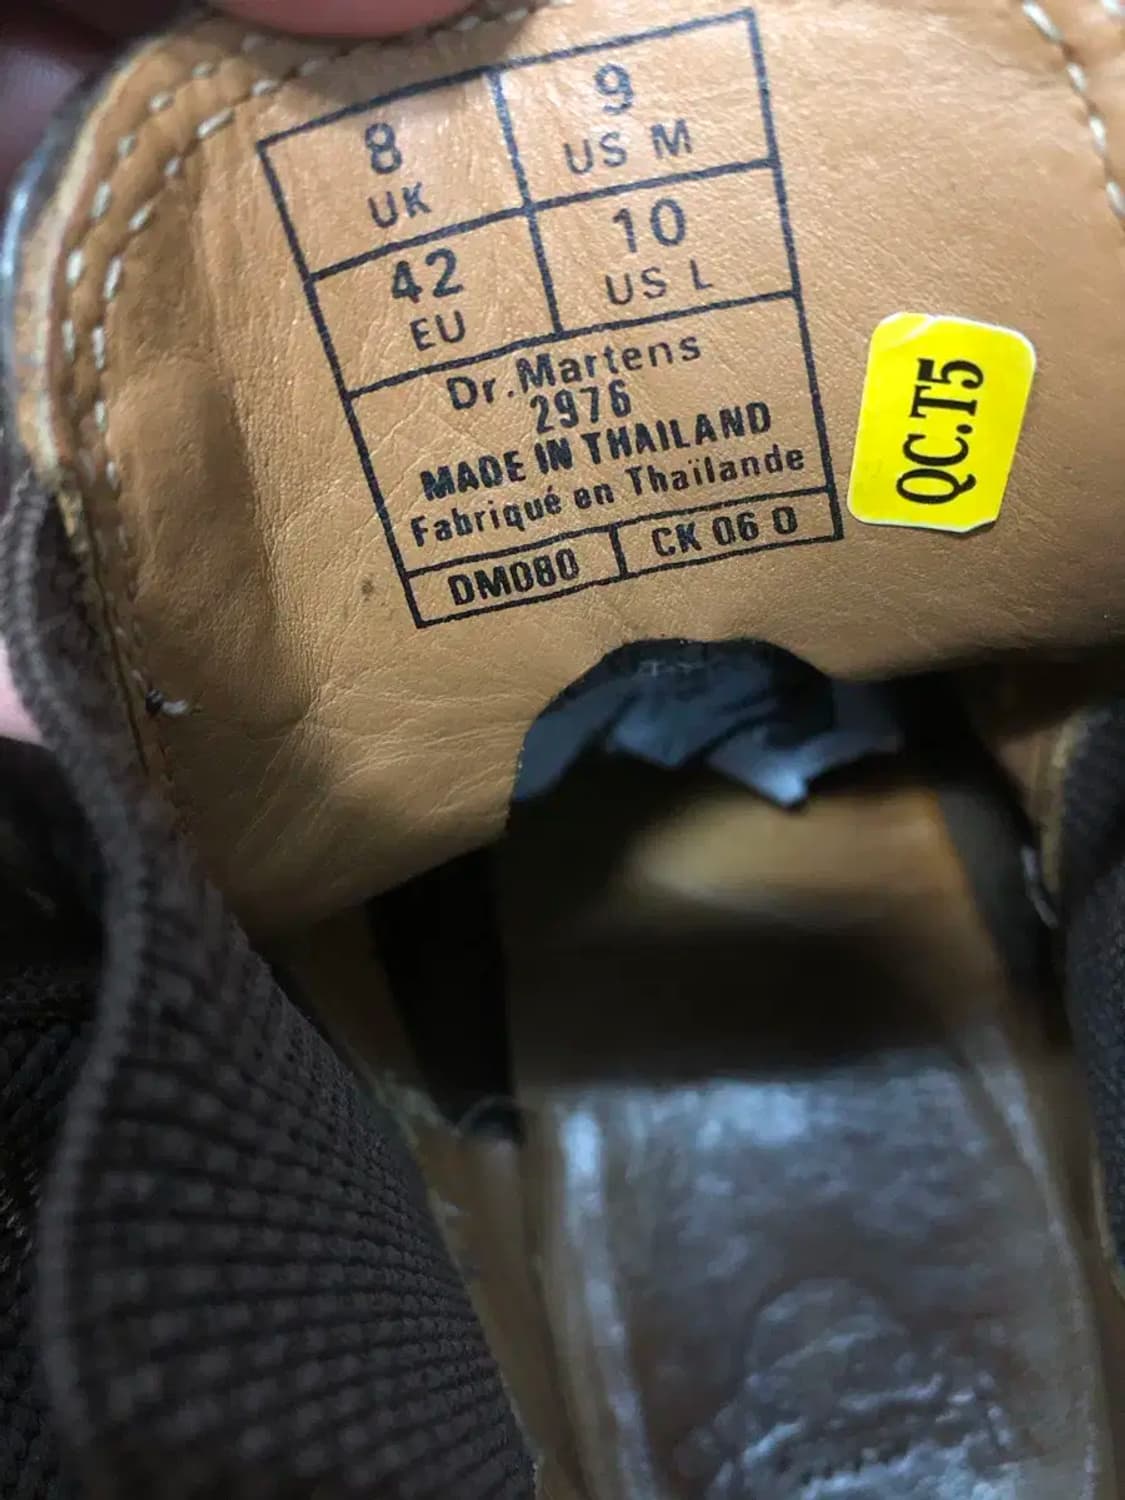 8
UK
9
US M
42
EU
10
US L
Dr.Martens
2976
MADE IN THAILAND
Fabriqué en Thaïlande
DM080
CK 06 0
QC.T5